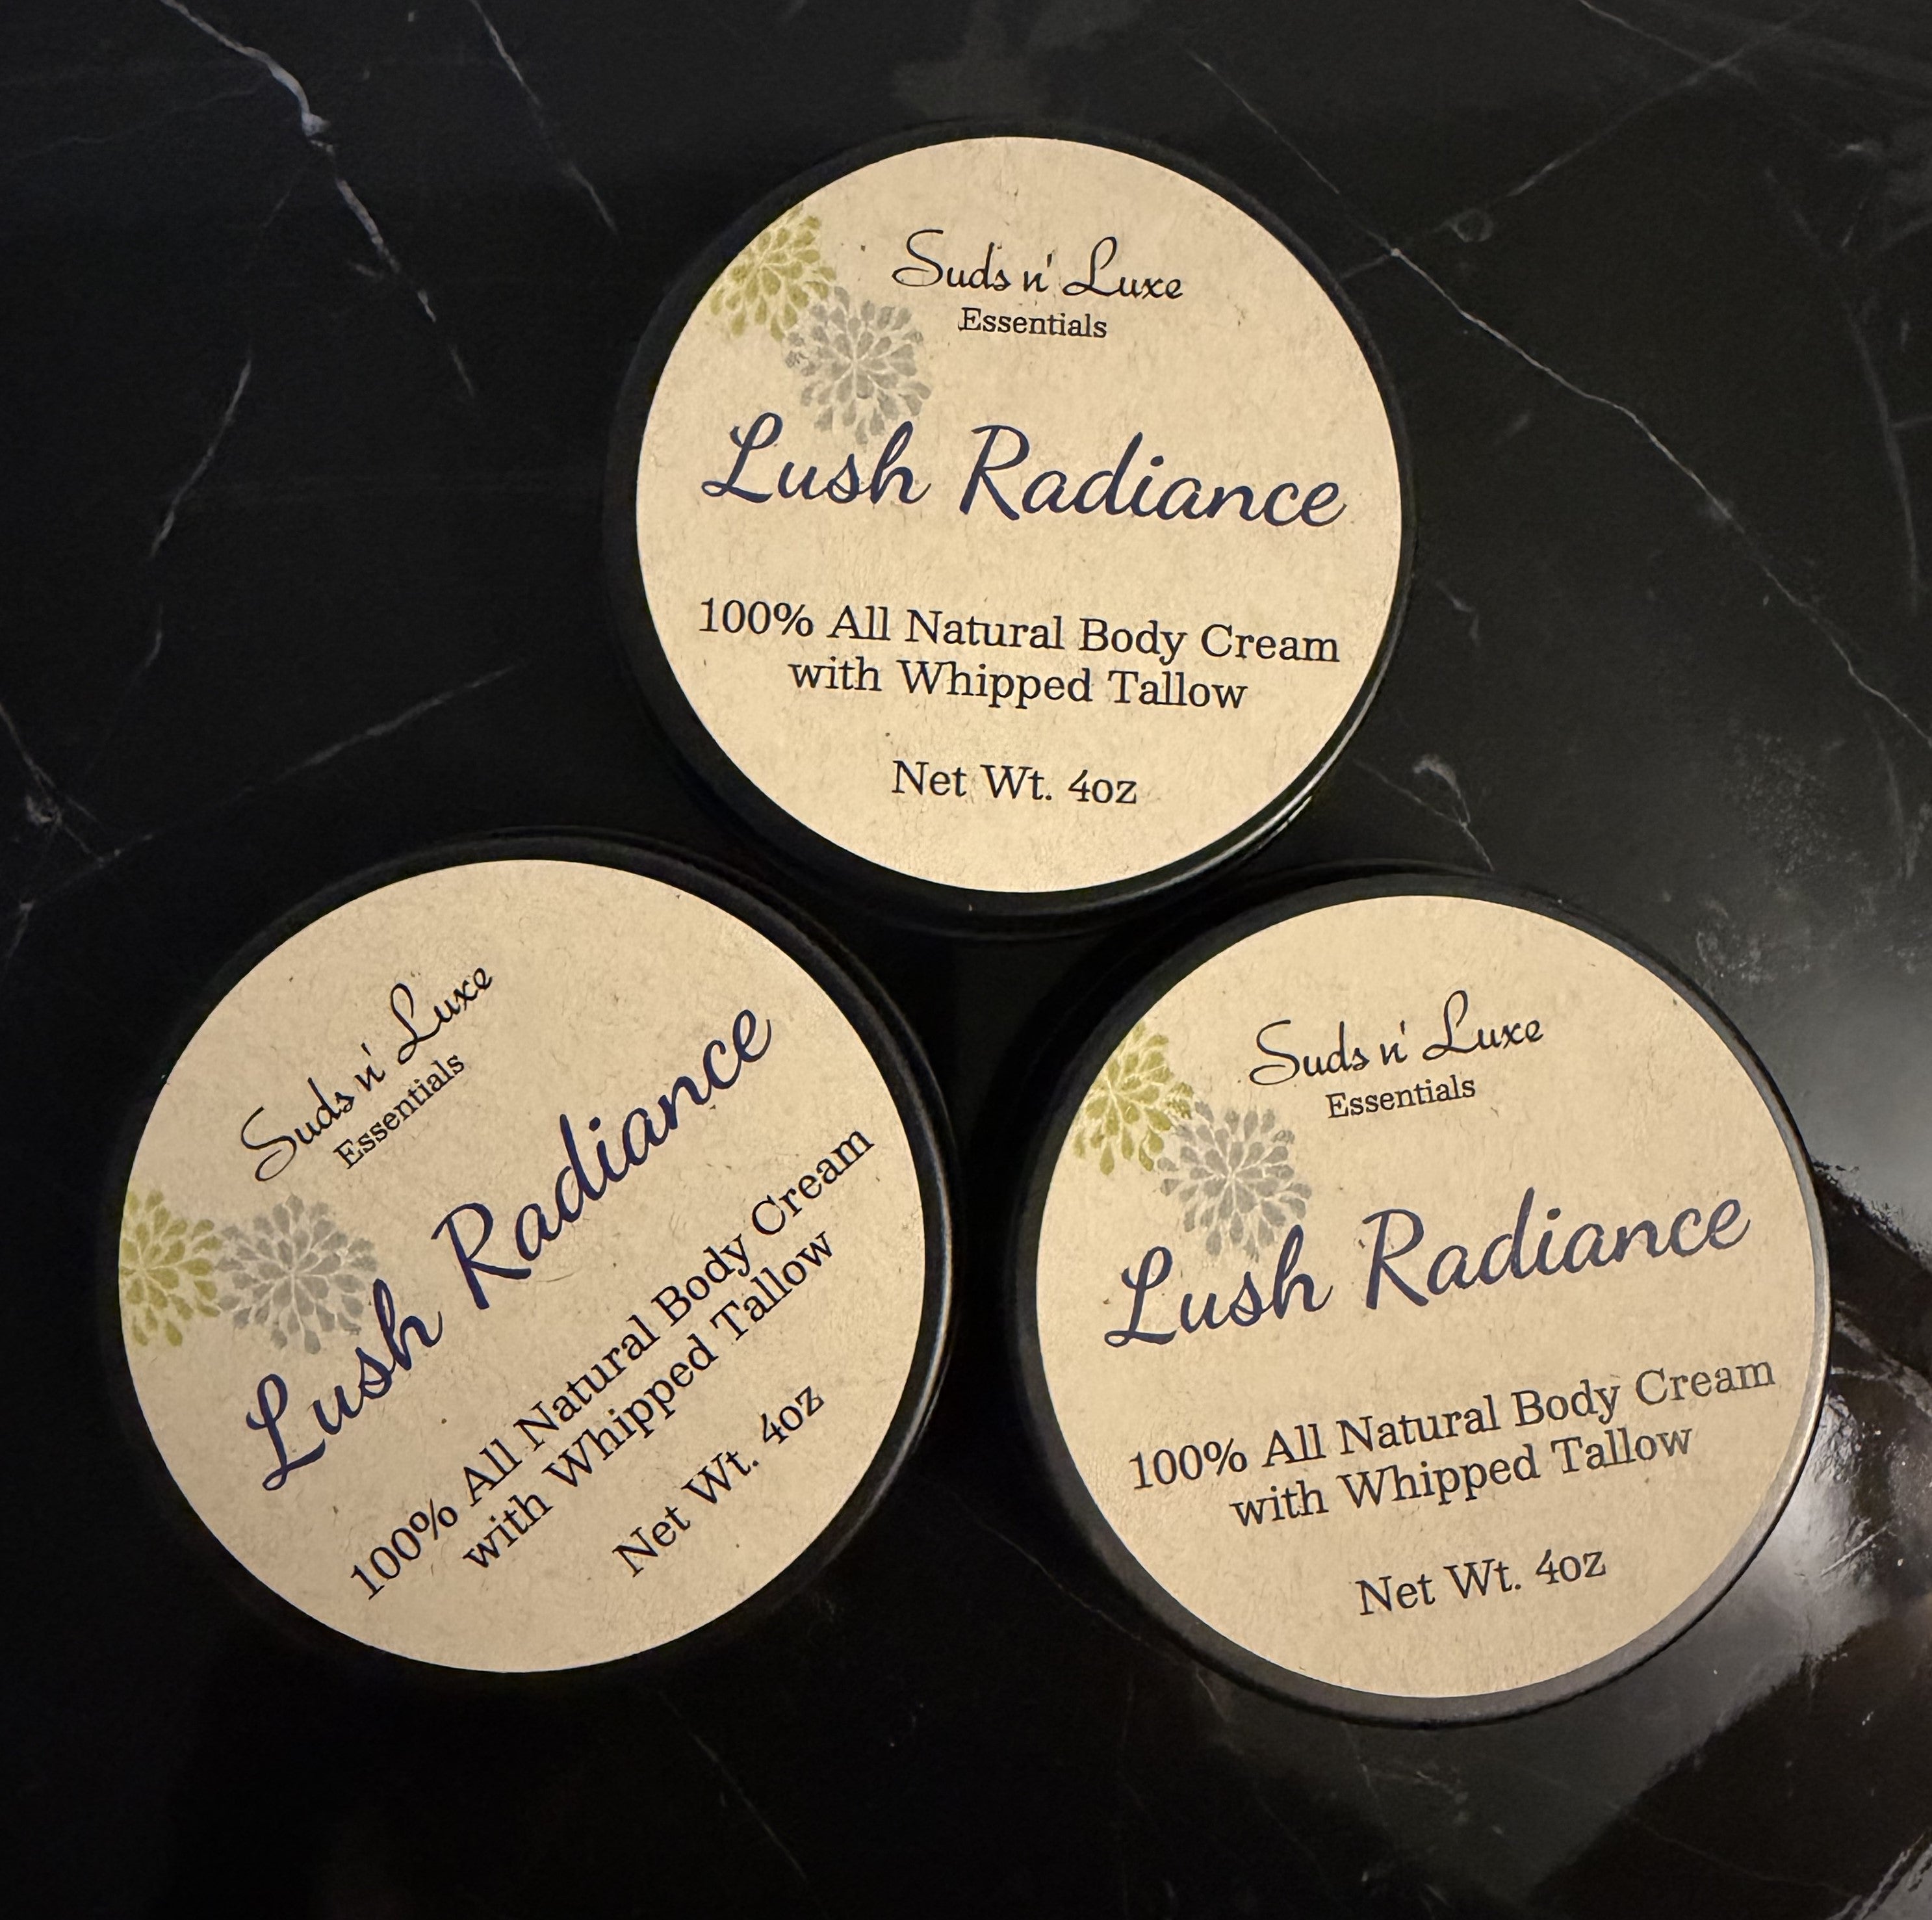 Suds n' Luxe
Essentials
Lush Radiance
100% All Natural Body Cream
with Whipped Tallow
Net Wt. 4oz
Suds n' Luxe
Essentials
Lush Radiance
100% All Natural Body Cream
with Whipped Tallow
Net Wt. 4oz
Suds n' Luxe
Essentials
Lush Radiance
100% All Natural Body Cream
with Whipped Tallow
Net Wt. 4oz